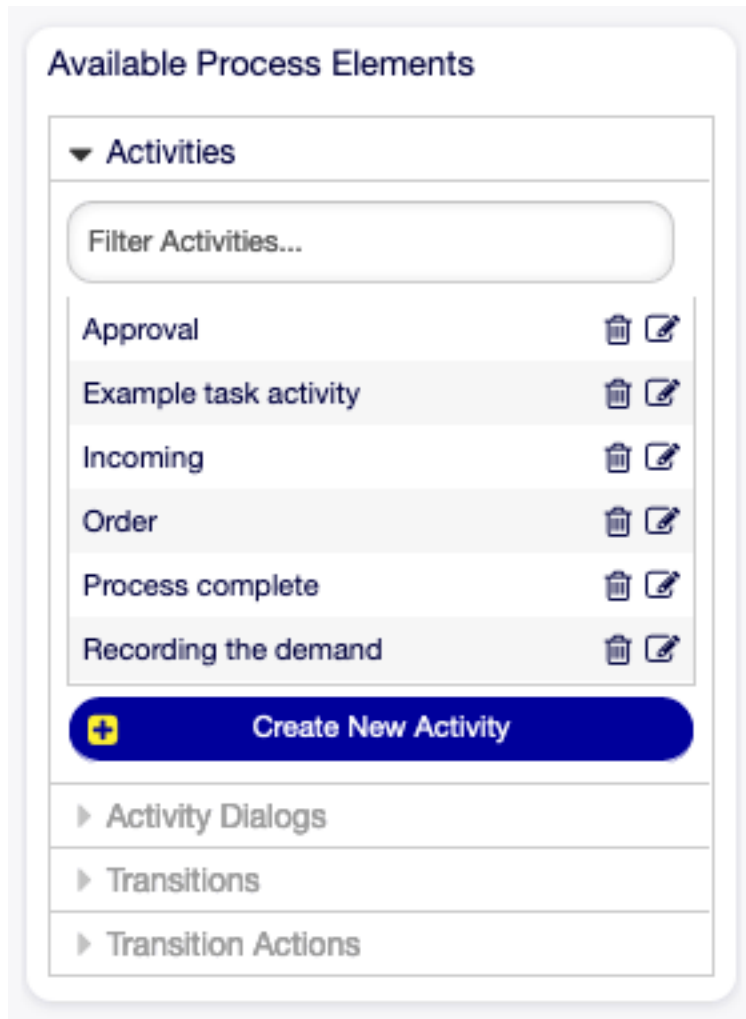 Available Process Elements
Activities
Filter Activities...
Approval
Example task activity
Incoming
Order
Process complete
Recording the demand
Create New Activity
Activity Dialogs
Transitions
Transition Actions